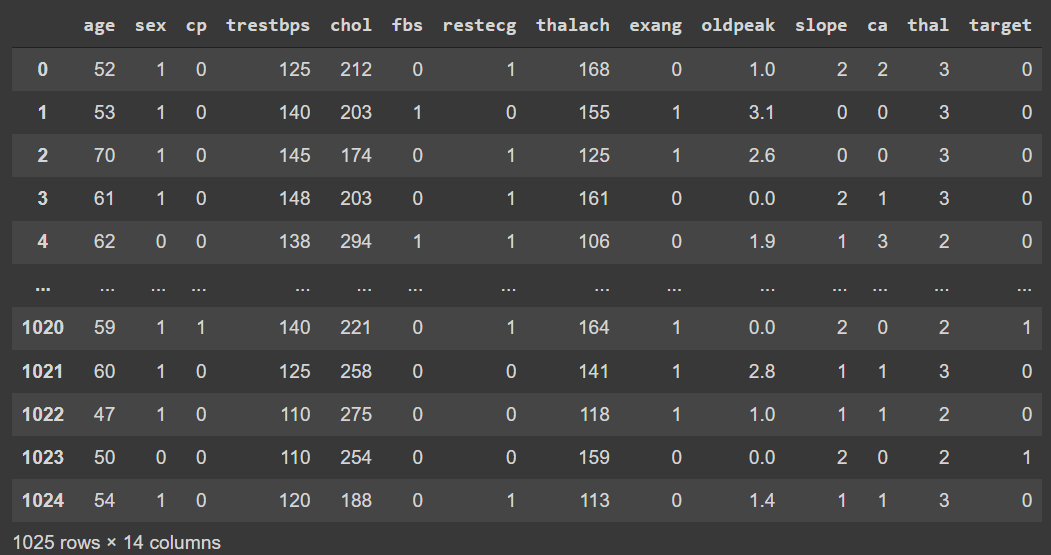 age sex cp trestbps chol fbs restecg thalach exang oldpeak slope ca thal target
0 52 1 0 125 212 0 1 168 0 1.0 2 2 3 0
1 53 1 0 140 203 1 0 155 1 3.1 0 0 3 0
2 70 1 0 145 174 0 1 125 1 2.6 0 0 3 0
3 61 1 0 148 203 0 1 161 0 0.0 2 1 3 0
4 62 0 0 138 294 1 1 106 0 1.9 1 3 2 0
... ... ... ... ... ... ... ... ... ... ... ... ... ... ...
1020 59 1 1 140 221 0 1 164 1 0.0 2 0 2 1
1021 60 1 0 125 258 0 0 141 1 2.8 1 1 3 0
1022 47 1 0 110 275 0 0 118 1 1.0 1 1 2 0
1023 50 0 0 110 254 0 0 159 0 0.0 2 0 2 1
1024 54 1 0 120 188 0 1 113 0 1.4 1 1 3 0
1025 rows × 14 columns